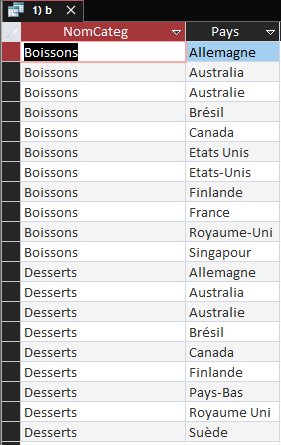 1) b
NomCateg Pays
Boissons Allemagne
Boissons Australia
Boissons Australie
Boissons Brésil
Boissons Canada
Boissons Etats Unis
Boissons Etats-Unis
Boissons Finlande
Boissons France
Boissons Royaume-Uni
Boissons Singapour
Desserts Allemagne
Desserts Australia
Desserts Australie
Desserts Brésil
Desserts Canada
Desserts Finlande
Desserts Pays-Bas
Desserts Royaume Uni
Desserts Suède